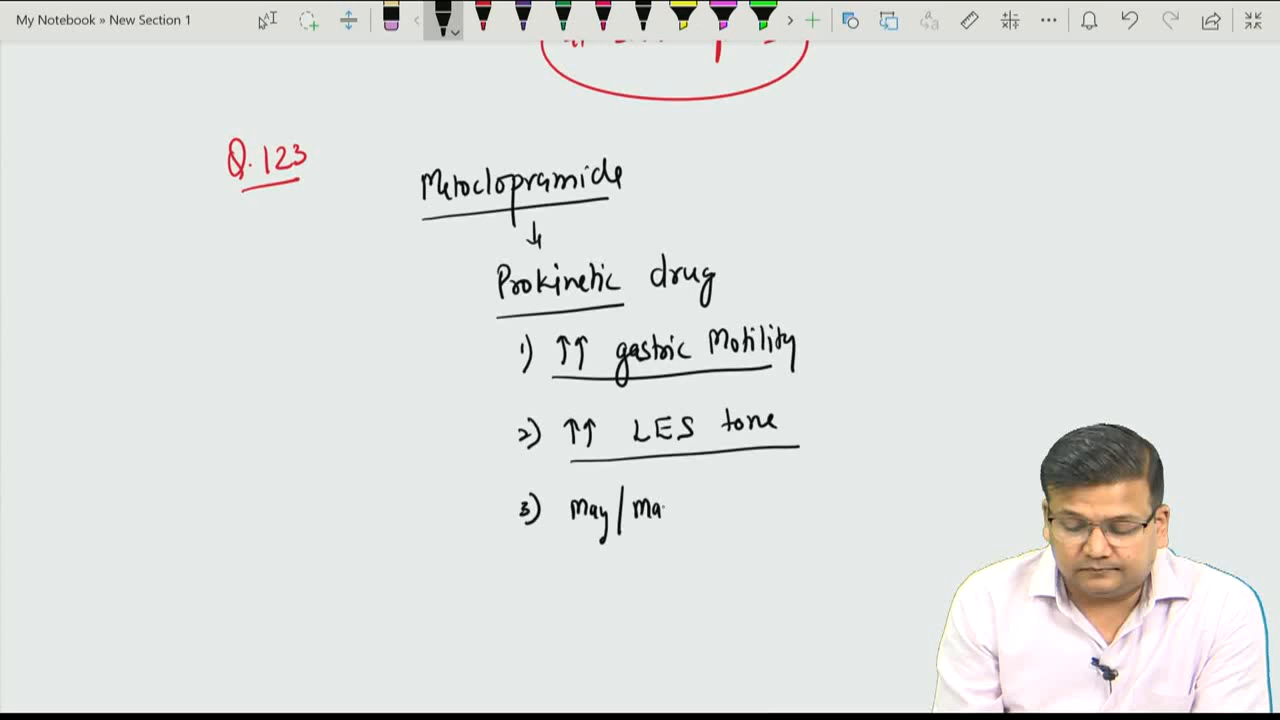 My Notebook » New Section 1
Q.123
Metoclopramide
↓
Prokinetic drug
1) ↑↑ gastric Motility
2) ↑↑ LES tone
3) May/Ma